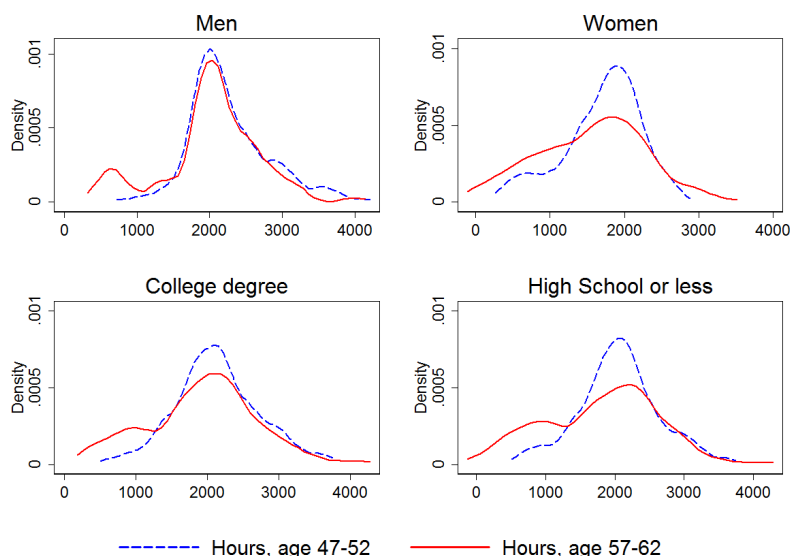 Men
Women
Density
0 .0005 .001
0 1000 2000 3000 4000
Density
0 .0005 .001
0 1000 2000 3000 4000
College degree
High School or less
Density
0 .0005 .001
0 1000 2000 3000 4000
Density
0 .0005 .001
0 1000 2000 3000 4000
Hours, age 47-52
Hours, age 57-62